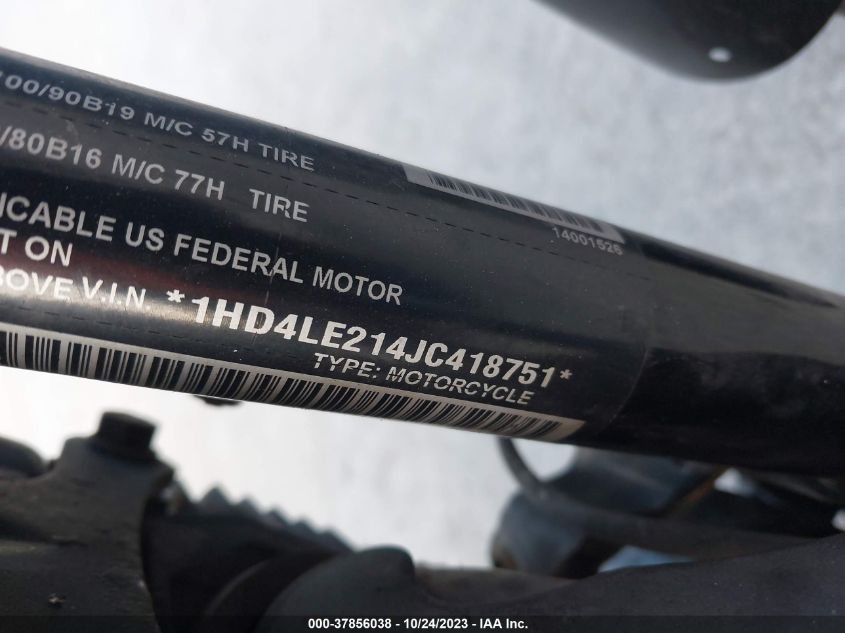 100/90B19 M/C 57H TIRE
/80B16 M/C 77H TIRE
ICABLE US FEDERAL MOTOR
T ON
BOVE V.I.N. *1HD4LE214JC418751*
TYPE: MOTORCYCLE
14001526
000-37856038 - 10/24/2023 - IAA Inc.